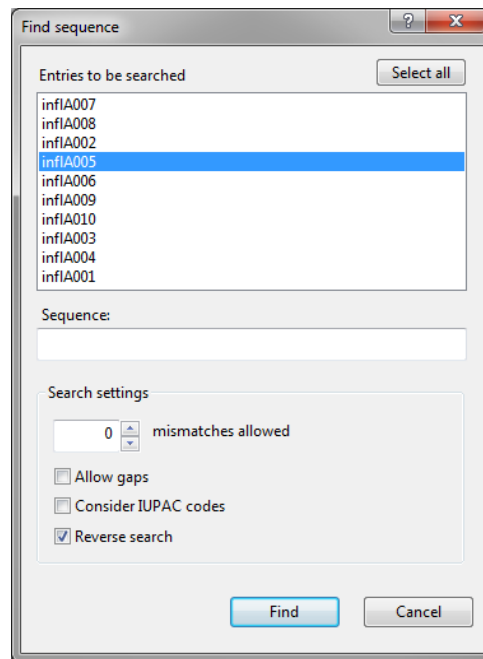 Find sequence
Entries to be searched
Select all
inflA007
inflA008
inflA002
inflA005
inflA006
inflA009
inflA010
inflA003
inflA004
inflA001
Sequence:
Search settings
0 mismatches allowed
Allow gaps
Consider IUPAC codes
Reverse search
Find Cancel